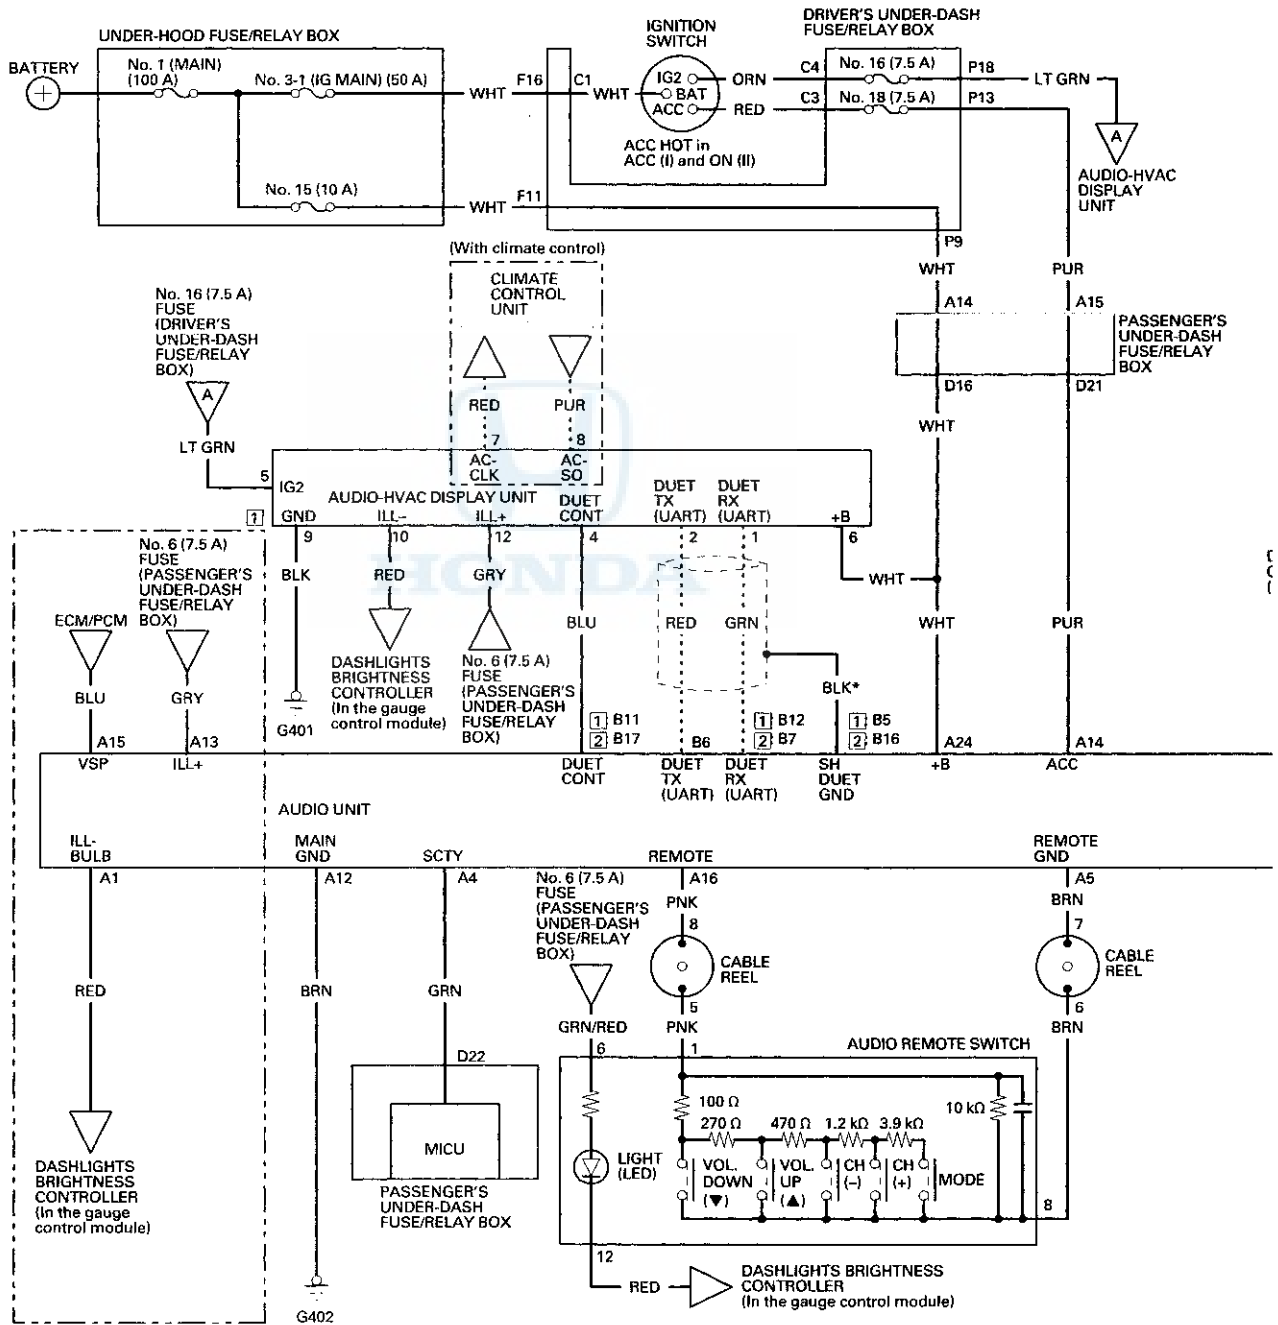 UNDER-HOOD FUSE/RELAY BOX
IGNITION
SWITCH
DRIVER'S UNDER-DASH
FUSE/RELAY BOX
BATTERY
No. 1 (MAIN)
(100 A)
No. 3-1 (IG MAIN) (50 A)
WHT
F16
C1
WHT
IG2
BAT
ACC
ORN
RED
C4
C3
No. 16 (7.5 A)
No. 18 (7.5 A)
P18
P13
LT GRN
A
AUDIO-HVAC
DISPLAY
UNIT
ACC HOT in
ACC (I) and ON (II)
No. 15 (10 A)
WHT
F11
P9
WHT
PUR
A14
A15
PASSENGER'S
UNDER-DASH
FUSE/RELAY
BOX
D16
D21
WHT
(With climate control)
CLIMATE
CONTROL
UNIT
RED
PUR
7
8
No. 16 (7.5 A)
FUSE
(DRIVER'S
UNDER-DASH
FUSE/RELAY
BOX)
A
LT GRN
5
IG2
AC-
CLK
AC-
SO
AUDIO-HVAC DISPLAY UNIT
DUET
CONT
DUET
TX
(UART)
DUET
RX
(UART)
+B
1
GND
ILL-
ILL+
9
10
12
4
2
1
6
HONDA
BLK
RED
GRY
BLU
RED
GRN
WHT
WHT
PUR
BLK*
No. 6 (7.5 A)
FUSE
(PASSENGER'S
UNDER-DASH
FUSE/RELAY
BOX)
ECM/PCM
BLU
GRY
G401
DASHLIGHTS
BRIGHTNESS
CONTROLLER
(In the gauge
control module)
No. 6 (7.5 A)
FUSE
(PASSENGER'S
UNDER-DASH
FUSE/RELAY
BOX)
A15
A13
1 B11
2 B17
B6
1 B12
2 B7
1 B5
2 B16
A24
A14
VSP
ILL+
DUET
CONT
DUET
TX
(UART)
DUET
RX
(UART)
SH
DUET
GND
+B
ACC
AUDIO UNIT
ILL-
BULB
MAIN
GND
SCTY
REMOTE
REMOTE
GND
A1
A12
A4
A16
A5
No. 6 (7.5 A)
FUSE
(PASSENGER'S
UNDER-DASH
FUSE/RELAY
BOX)
PNK
8
CABLE
REEL
5
PNK
1
BRN
7
CABLE
REEL
6
BRN
RED
BRN
GRN
GRN/RED
6
D22
MICU
PASSENGER'S
UNDER-DASH
FUSE/RELAY BOX
AUDIO REMOTE SWITCH
100 Ω
270 Ω
470 Ω
1.2 kΩ
3.9 kΩ
10 kΩ
LIGHT
(LED)
VOL.
DOWN
(▼)
VOL.
UP
(▲)
CH
(–)
CH
(+)
MODE
8
12
DASHLIGHTS
BRIGHTNESS
CONTROLLER
(In the gauge
control module)
G402
RED
DASHLIGHTS BRIGHTNESS
CONTROLLER
(In the gauge control module)